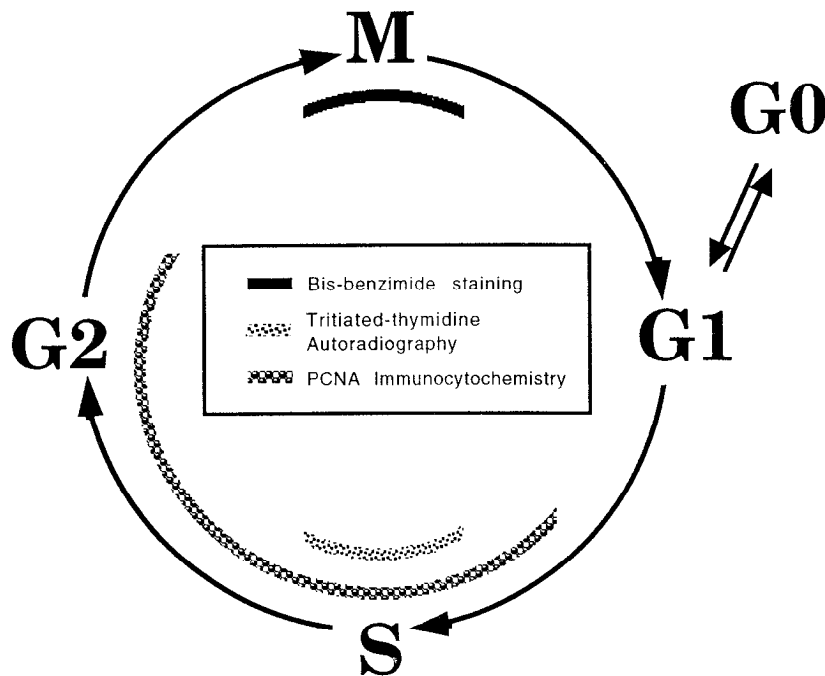 M
G0
Bis-benzimide staining
Tritiated-thymidine
Autoradiography
PCNA Immunocytochemistry
G2
G1
S